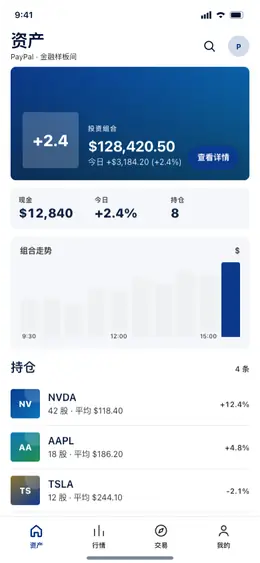 9:41
资产
PayPal · 金融样板间
P
+2.4
投资组合
$128,420.50
今日 +$3,184.20 (+2.4%)
查看详情
现金
今日
持仓
$12,840
+2.4%
8
组合走势
$
9:30
12:00
15:00
持仓
4 条
NV
NVDA
42 股 · 平均 $118.40
+12.4%
AA
AAPL
18 股 · 平均 $186.20
+4.8%
TS
TSLA
12 股 · 平均 $244.10
-2.1%
资产
行情
交易
我的